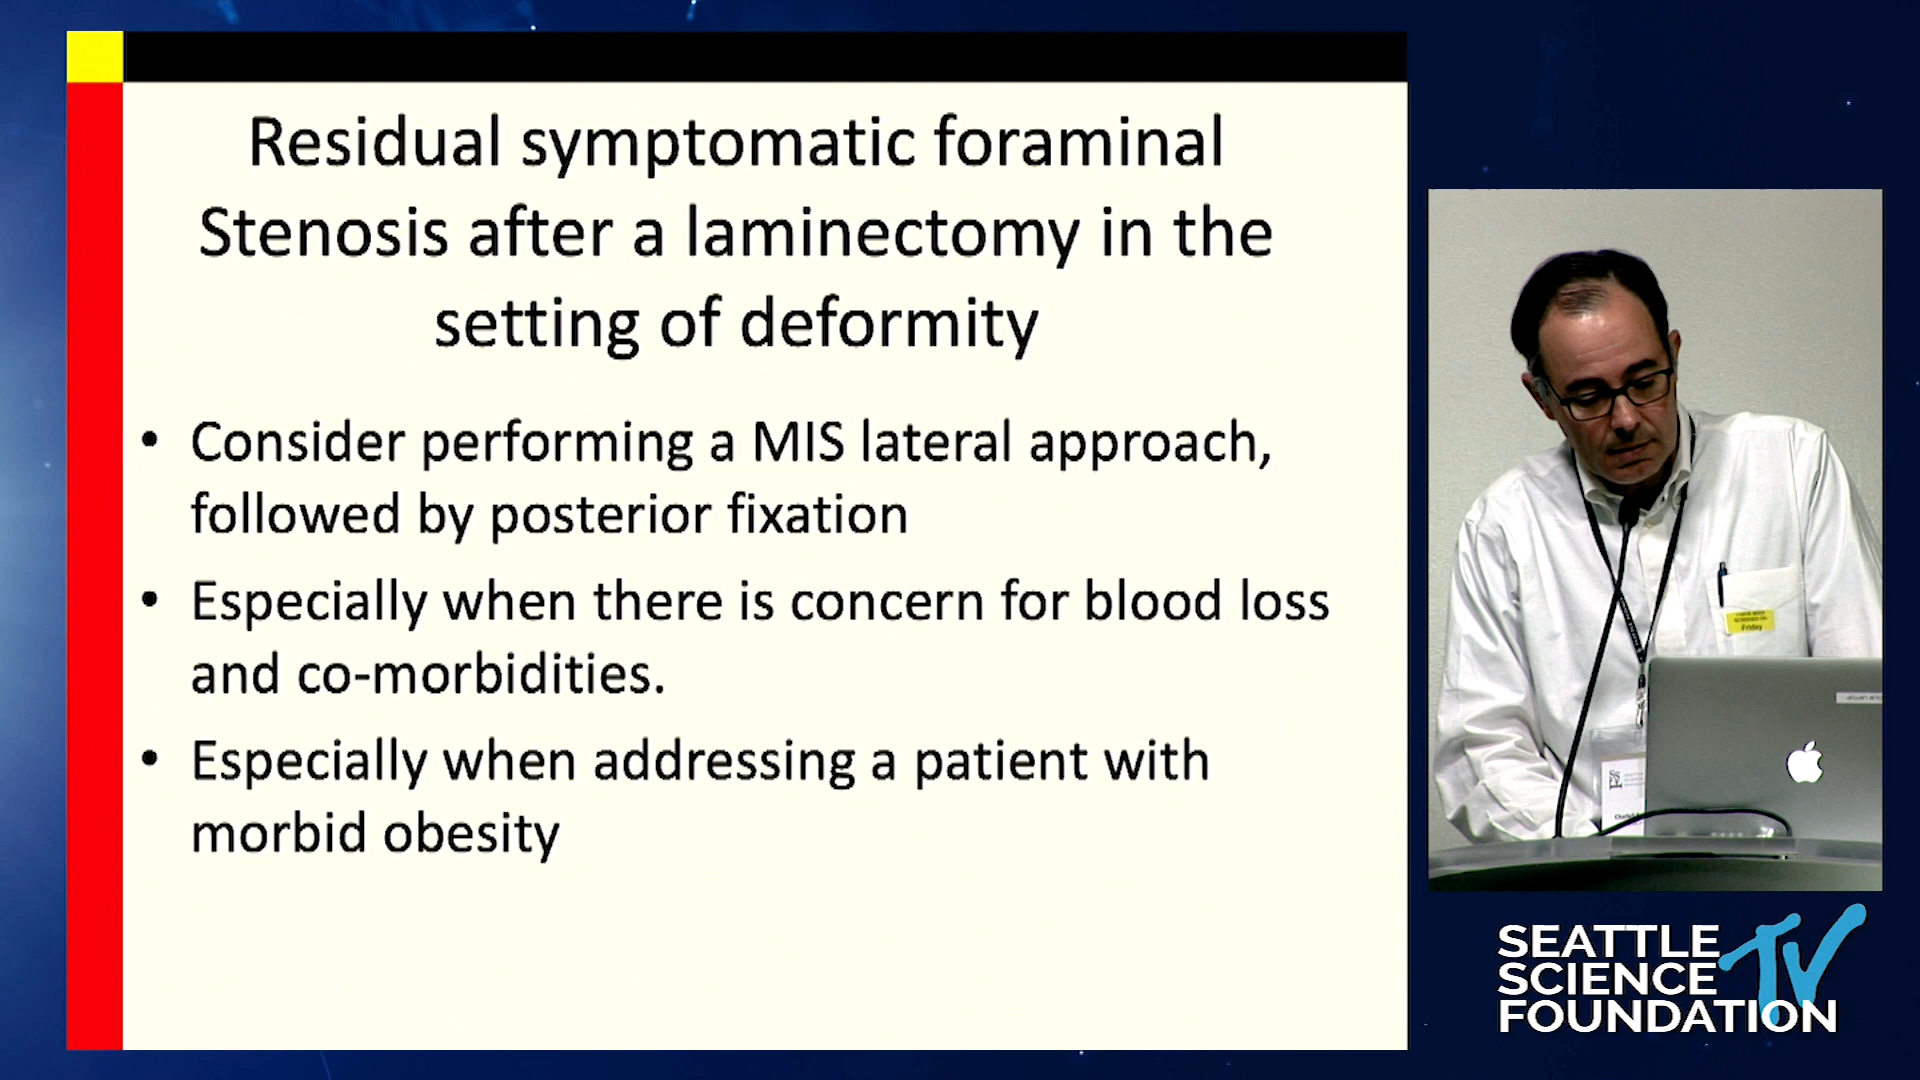 Residual symptomatic foraminal
Stenosis after a laminectomy in the
setting of deformity
• Consider performing a MIS lateral approach,
followed by posterior fixation
• Especially when there is concern for blood loss
and co-morbidities.
• Especially when addressing a patient with
morbid obesity
Friday
SEATTLE
SCIENCE
FOUNDATION
TV